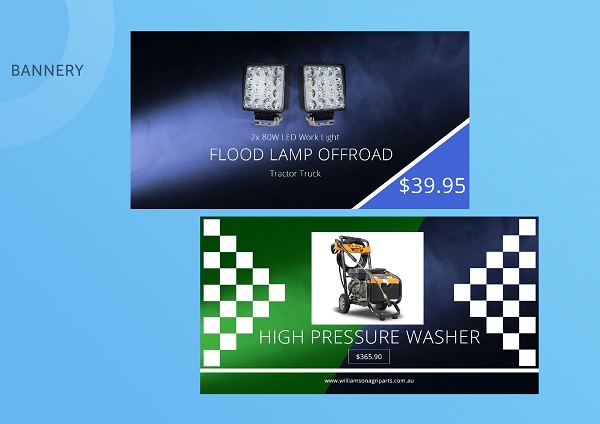 BANNERY
2x 80W LED Work Light
FLOOD LAMP OFFROAD
Tractor Truck
$39.95
HIGH PRESSURE WASHER
$365.90
www.williamsonagriparts.com.au